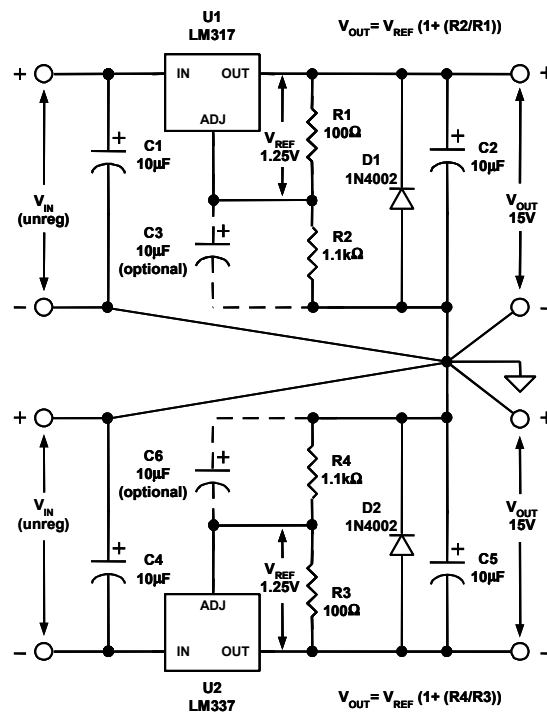 U1
LM317
V_OUT = V_REF (1+ (R2/R1))
+
IN
OUT
+
ADJ
+
C1
10µF
V_REF
1.25V
R1
100Ω
+
C2
10µF
D1
1N4002
V_IN
(unreg)
+
C3
10µF
(optional)
R2
1.1kΩ
V_OUT
15V
–
–
+
+
C6
10µF
(optional)
+
R4
1.1kΩ
V_IN
(unreg)
D2
1N4002
V_OUT
15V
+
C4
10µF
V_REF
1.25V
R3
100Ω
+
C5
10µF
ADJ
–
IN
OUT
–
U2
LM337
V_OUT = V_REF (1+ (R4/R3))